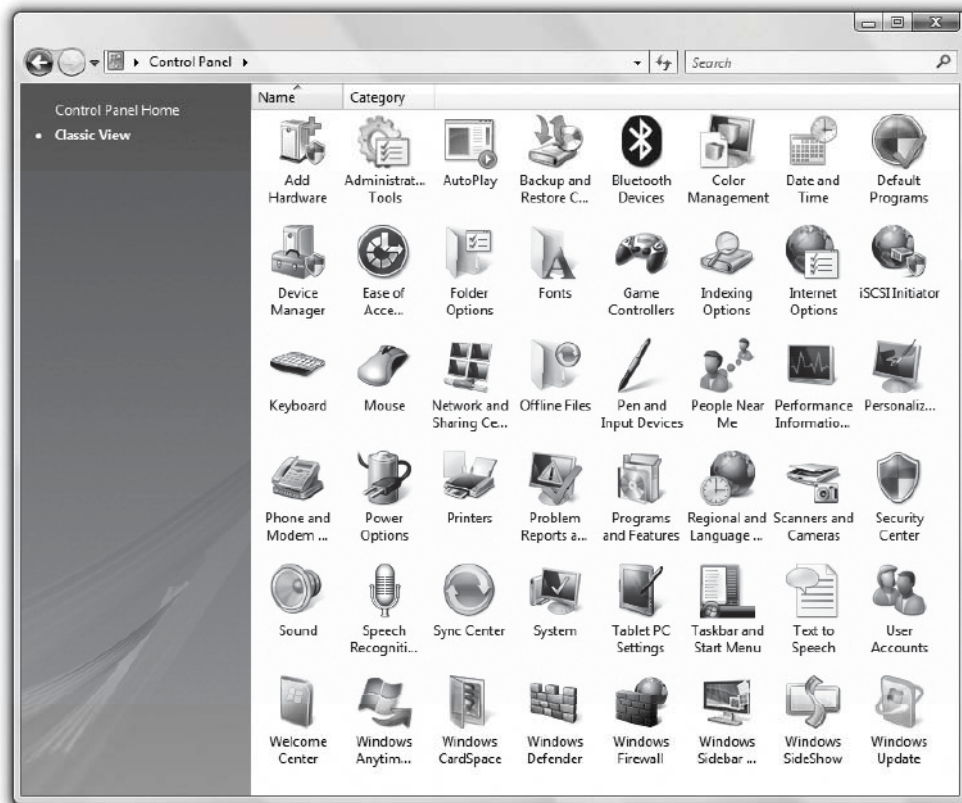 Control Panel
Search
Control Panel Home
Classic View
Name Category
Add Hardware
Administrat... Tools
AutoPlay
Backup and Restore C...
Bluetooth Devices
Color Management
Date and Time
Default Programs
Device Manager
Ease of Acce...
Folder Options
Fonts
Game Controllers
Indexing Options
Internet Options
iSCSI Initiator
Keyboard
Mouse
Network and Sharing Ce...
Offline Files
Pen and Input Devices
People Near Me
Performance Informatio...
Personaliz...
Phone and Modem ...
Power Options
Printers
Problem Reports a...
Programs and Features
Regional and Language ...
Scanners and Cameras
Security Center
Sound
Speech Recogniti...
Sync Center
System
Tablet PC Settings
Taskbar and Start Menu
Text to Speech
User Accounts
Welcome Center
Windows Anytim...
Windows CardSpace
Windows Defender
Windows Firewall
Windows Sidebar ...
Windows SideShow
Windows Update